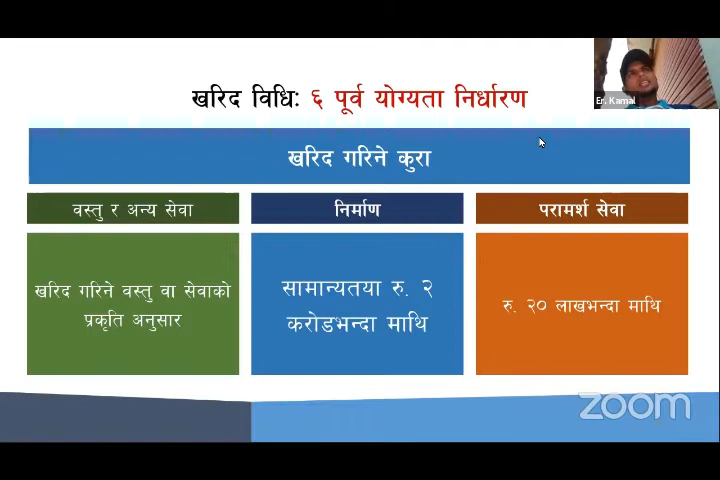 Er. Kamal
खरिद विधिः ६ पूर्व योग्यता निर्धारण
खरिद गरिने कुरा
वस्तु र अन्य सेवा
निर्माण
परामर्श सेवा
खरिद गरिने वस्तु वा सेवाको
प्रकृति अनुसार
सामान्यतया रु. २
करोडभन्दा माथि
रु. २० लाखभन्दा माथि
zoom